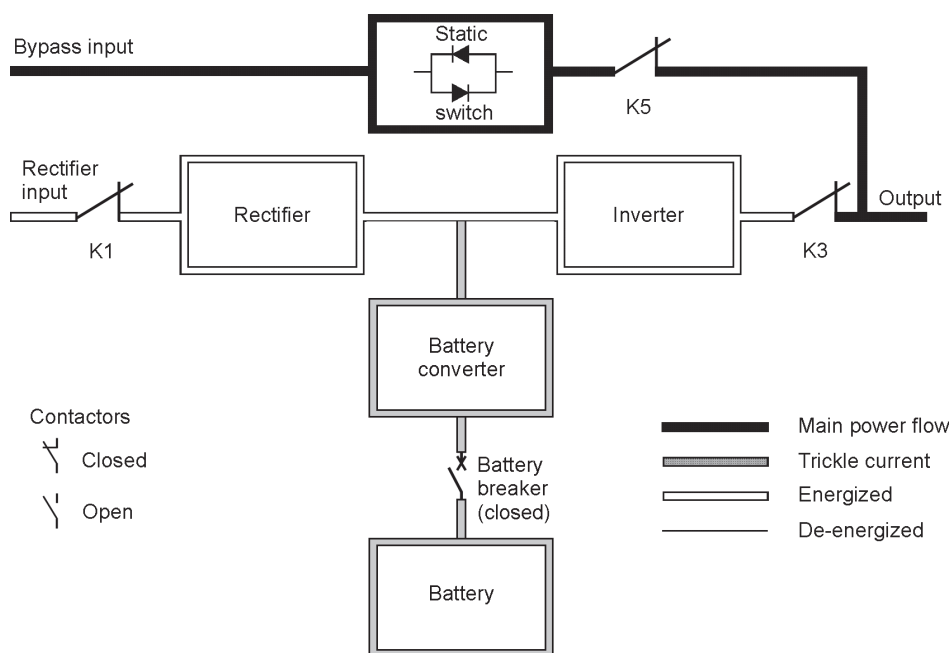 Bypass input
Static
switch
K5
Rectifier
input
K1
Rectifier
Inverter
K3
Output
Battery
converter
Battery
breaker
(closed)
Battery
Contactors
Closed
Open
Main power flow
Trickle current
Energized
De-energized